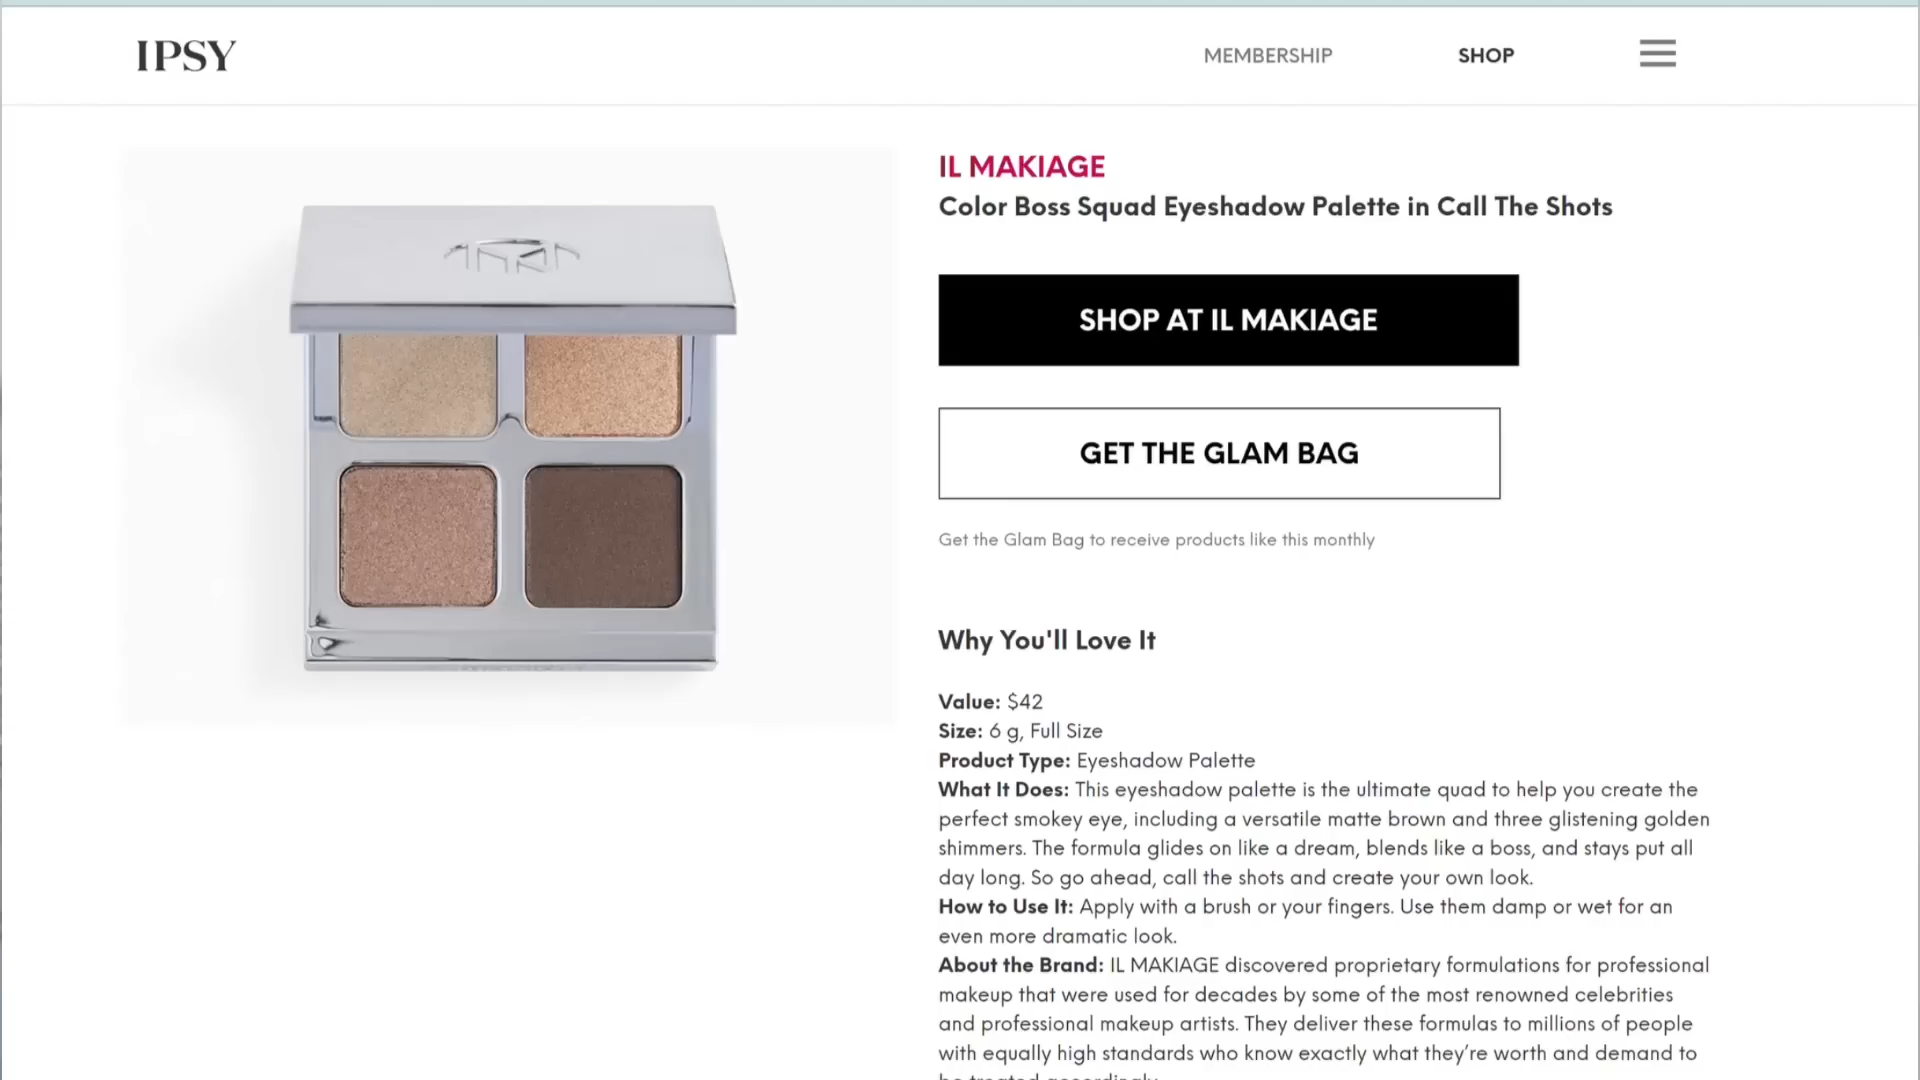 IPSY
MEMBERSHIP
SHOP
IL MAKIAGE
Color Boss Squad Eyeshadow Palette in Call The Shots
SHOP AT IL MAKIAGE
GET THE GLAM BAG
Get the Glam Bag to receive products like this monthly
Why You'll Love It
Value: $42
Size: 6 g, Full Size
Product Type: Eyeshadow Palette
What It Does: This eyeshadow palette is the ultimate quad to help you create the
perfect smokey eye, including a versatile matte brown and three glistening golden
shimmers. The formula glides on like a dream, blends like a boss, and stays put all
day long. So go ahead, call the shots and create your own look.
How to Use It: Apply with a brush or your fingers. Use them damp or wet for an
even more dramatic look.
About the Brand: IL MAKIAGE discovered proprietary formulations for professional
makeup that were used for decades by some of the most renowned celebrities
and professional makeup artists. They deliver these formulas to millions of people
with equally high standards who know exactly what they’re worth and demand to
be treated accordingly.